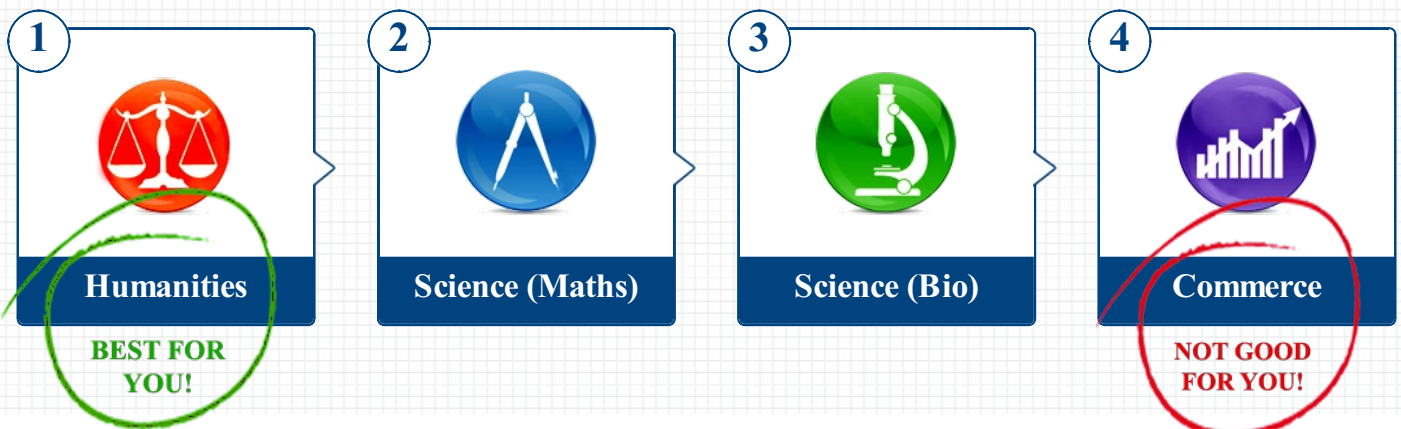 1
2
3
4
Humanities
Science (Maths)
Science (Bio)
Commerce
BEST FOR
YOU!
NOT GOOD
FOR YOU!